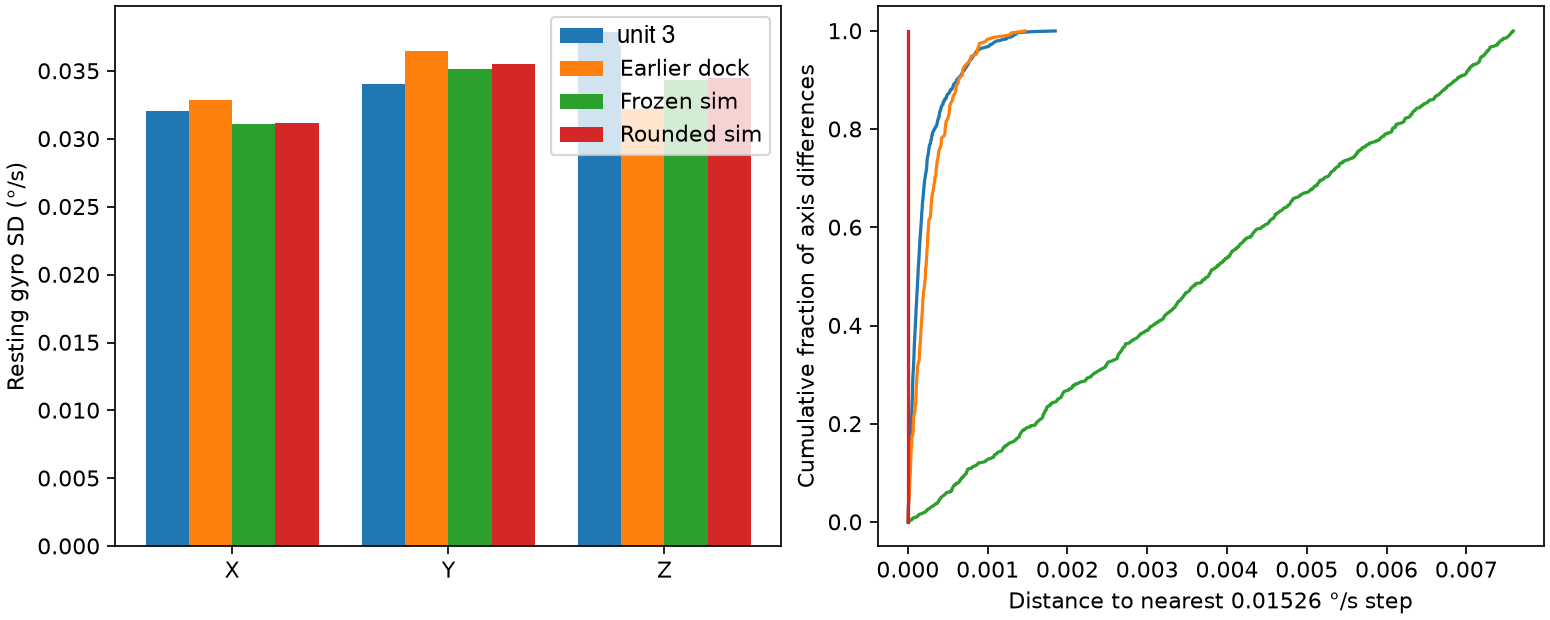 unit 3
Earlier dock
Frozen sim
Rounded sim
Resting gyro SD (°/s)
0.035
0.030
0.025
0.020
0.015
0.010
0.005
0.000
X Y Z
Cumulative fraction of axis differences
1.0
0.8
0.6
0.4
0.2
0.0
0.000 0.001 0.002 0.003 0.004 0.005 0.006 0.007
Distance to nearest 0.01526 °/s step